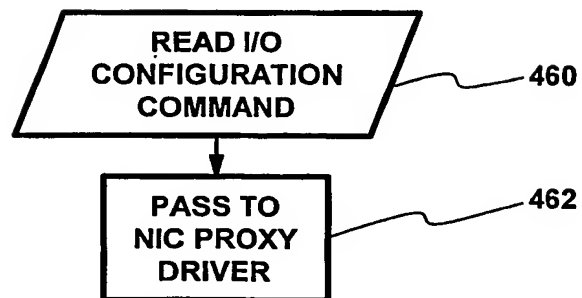 READ I/O
CONFIGURATION
COMMAND
460
PASS TO
NIC PROXY
DRIVER
462